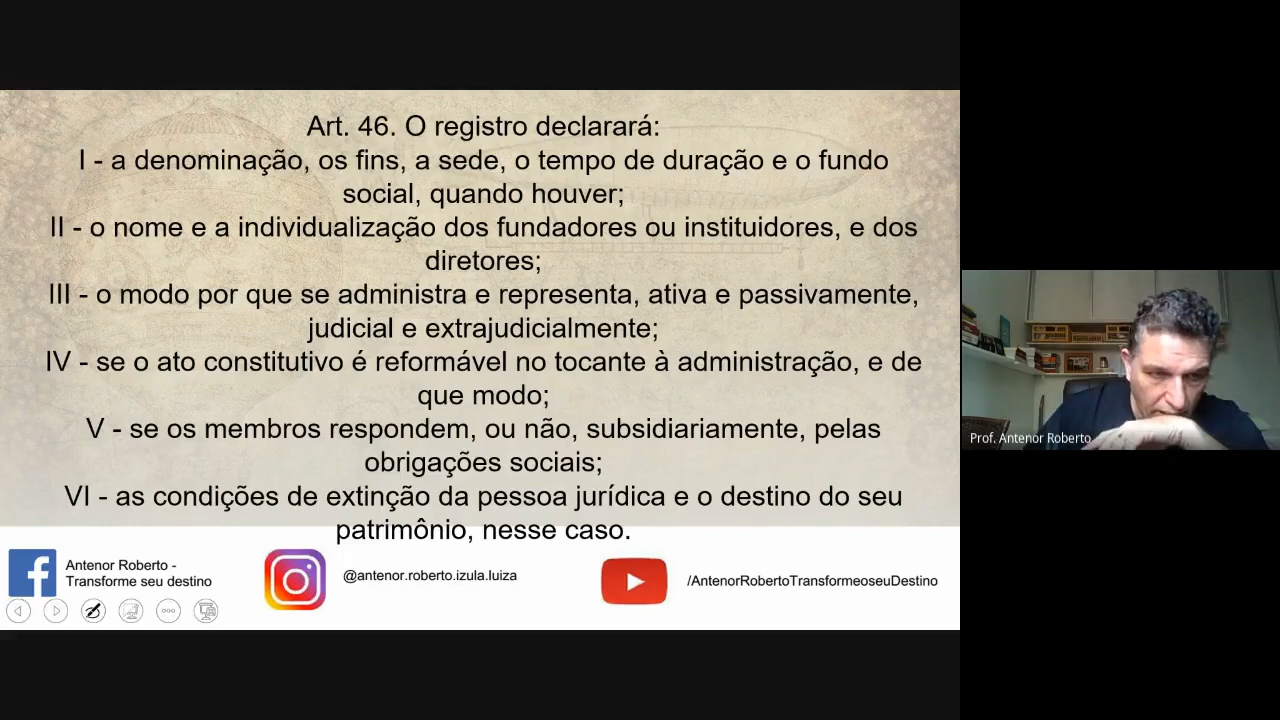 Art. 46. O registro declarará:
I - a denominação, os fins, a sede, o tempo de duração e o fundo
social, quando houver;
II - o nome e a individualização dos fundadores ou instituidores, e dos
diretores;
III - o modo por que se administra e representa, ativa e passivamente,
judicial e extrajudicialmente;
IV - se o ato constitutivo é reformável no tocante à administração, e de
que modo;
V - se os membros respondem, ou não, subsidiariamente, pelas
obrigações sociais;
VI - as condições de extinção da pessoa jurídica e o destino do seu
patrimônio, nesse caso.
Antenor Roberto -
Transforme seu destino
@antenor.roberto.izula.luiza
/AntenorRobertoTransformeoseuDestino
Prof. Antenor Roberto